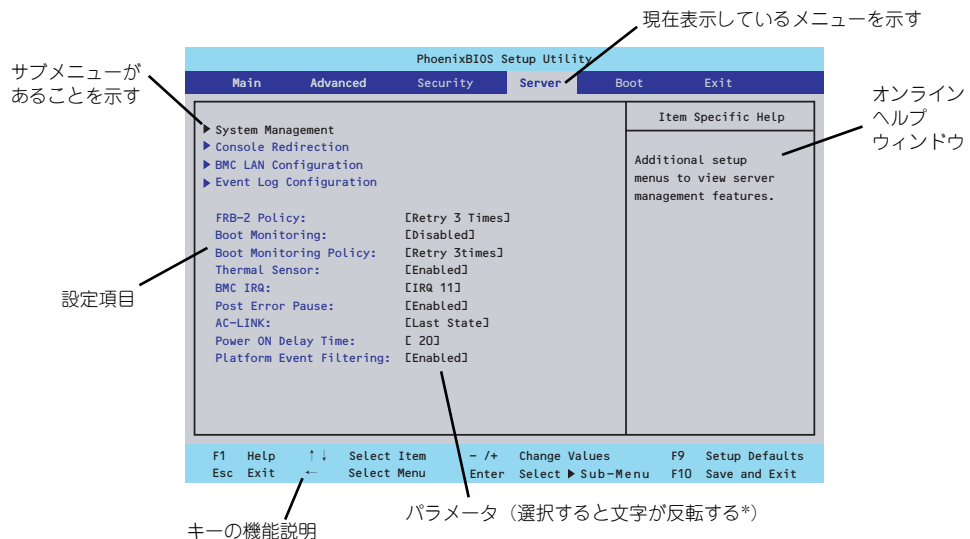 現在表示しているメニューを示す
サブメニューが
あることを示す
PhoenixBIOS Setup Utility
Main Advanced Security Server Boot Exit
オンライン
ヘルプ
ウィンドウ
Item Specific Help
Additional setup
menus to view server
management features.
▶ System Management
▶ Console Redirection
▶ BMC LAN Configuration
▶ Event Log Configuration
FRB-2 Policy: [Retry 3 Times]
Boot Monitoring: [Disabled]
Boot Monitoring Policy: [Retry 3times]
Thermal Sensor: [Enabled]
BMC IRQ: [IRQ 11]
Post Error Pause: [Enabled]
AC-LINK: [Last State]
Power ON Delay Time: [ 20]
Platform Event Filtering: [Enabled]
設定項目
F1 Help ↑↓ Select Item - /+ Change Values F9 Setup Defaults
Esc Exit ← Select Menu Enter Select ▶ Sub-Menu F10 Save and Exit
パラメータ（選択すると文字が反転する*）
キーの機能説明